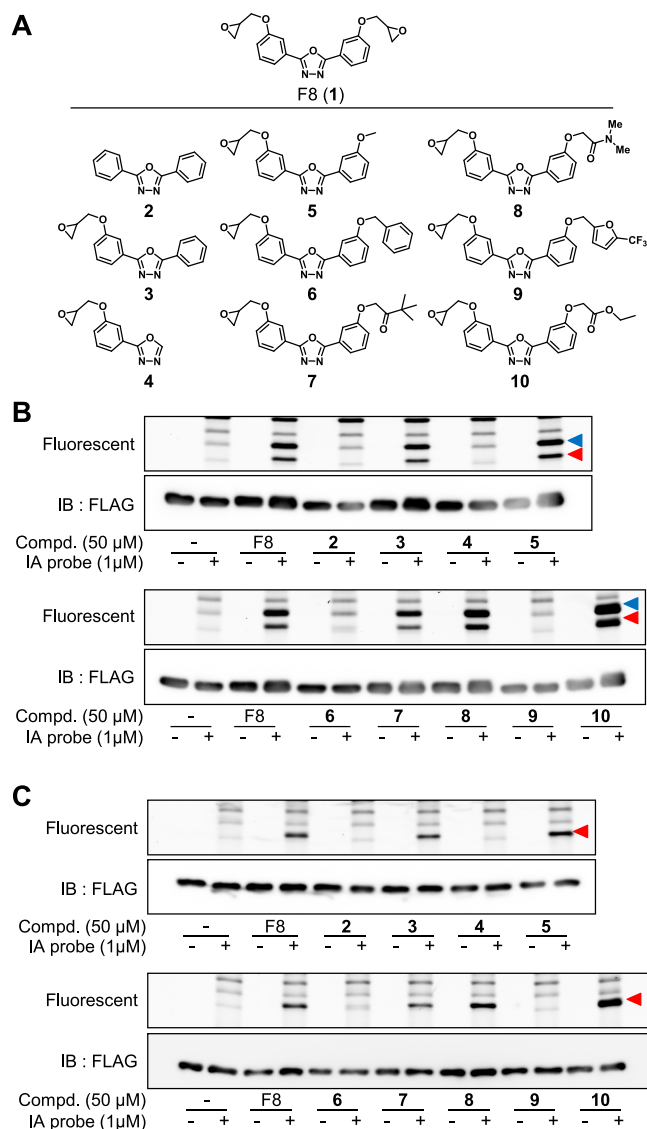 A
F8 (1)
2
5
8
3
6
9
4
7
10
O
O
O
O
O
N-N
O
N-N
O
O
O
O
N-N
O
O
O
O
O
N
Me
Me
N-N
O
O
O
N-N
O
O
O
O
N-N
O
O
O
O
O
CF3
N-N
O
O
O
N-N
O
O
O
O
O
N-N
O
O
O
O
O
O
N-N
B
Fluorescent
IB : FLAG
Compd. (50 μM) - F8 2 3 4 5
IA probe (1μM) - + - + - + - + - + - +
Fluorescent
IB : FLAG
Compd. (50 μM) - F8 6 7 8 9 10
IA probe (1μM) - + - + - + - + - + - + - +
C
Fluorescent
IB : FLAG
Compd. (50 μM) - F8 2 3 4 5
IA probe (1μM) - + - + - + - + - + - +
Fluorescent
IB : FLAG
Compd. (50 μM) - F8 6 7 8 9 10
IA probe (1μM) - + - + - + - + - + - + - +